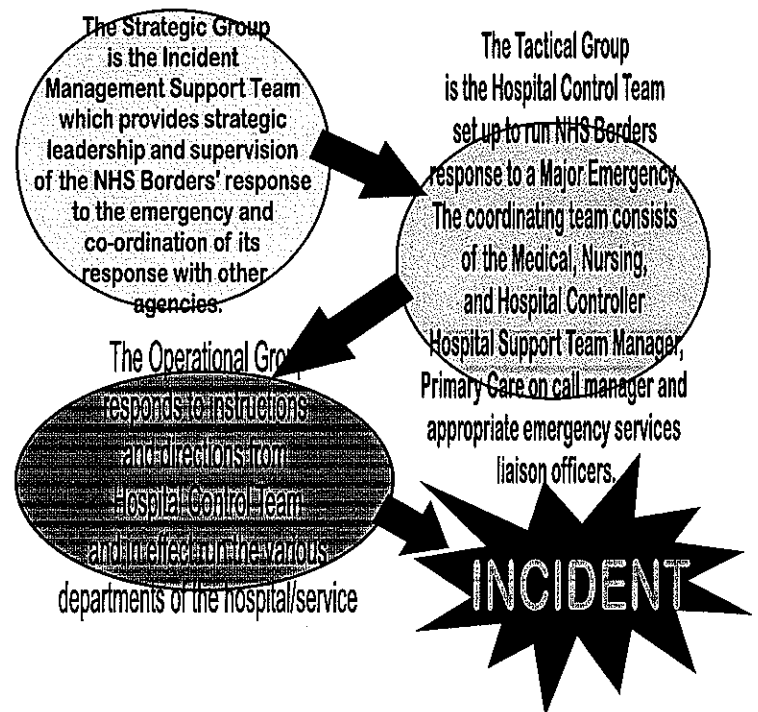 The Strategic Group
is the Incident
Management Support Team
which provides strategic
leadership and supervision
of the NHS Borders' response
to the emergency and
co-ordination of its
response with other
agencies.
The Tactical Group
is the Hospital Control Team
set up to run NHS Borders
response to a Major Emergency.
The coordinating team consists
of the Medical, Nursing,
and Hospital Controller
Hospital Support Team Manager,
Primary Care on call manager and
appropriate emergency services
liaison officers.
The Operational Group
responds to instructions
and directions from
Hospital Control Team
and in effect run the various
departments of the hospital/service
INCIDENT